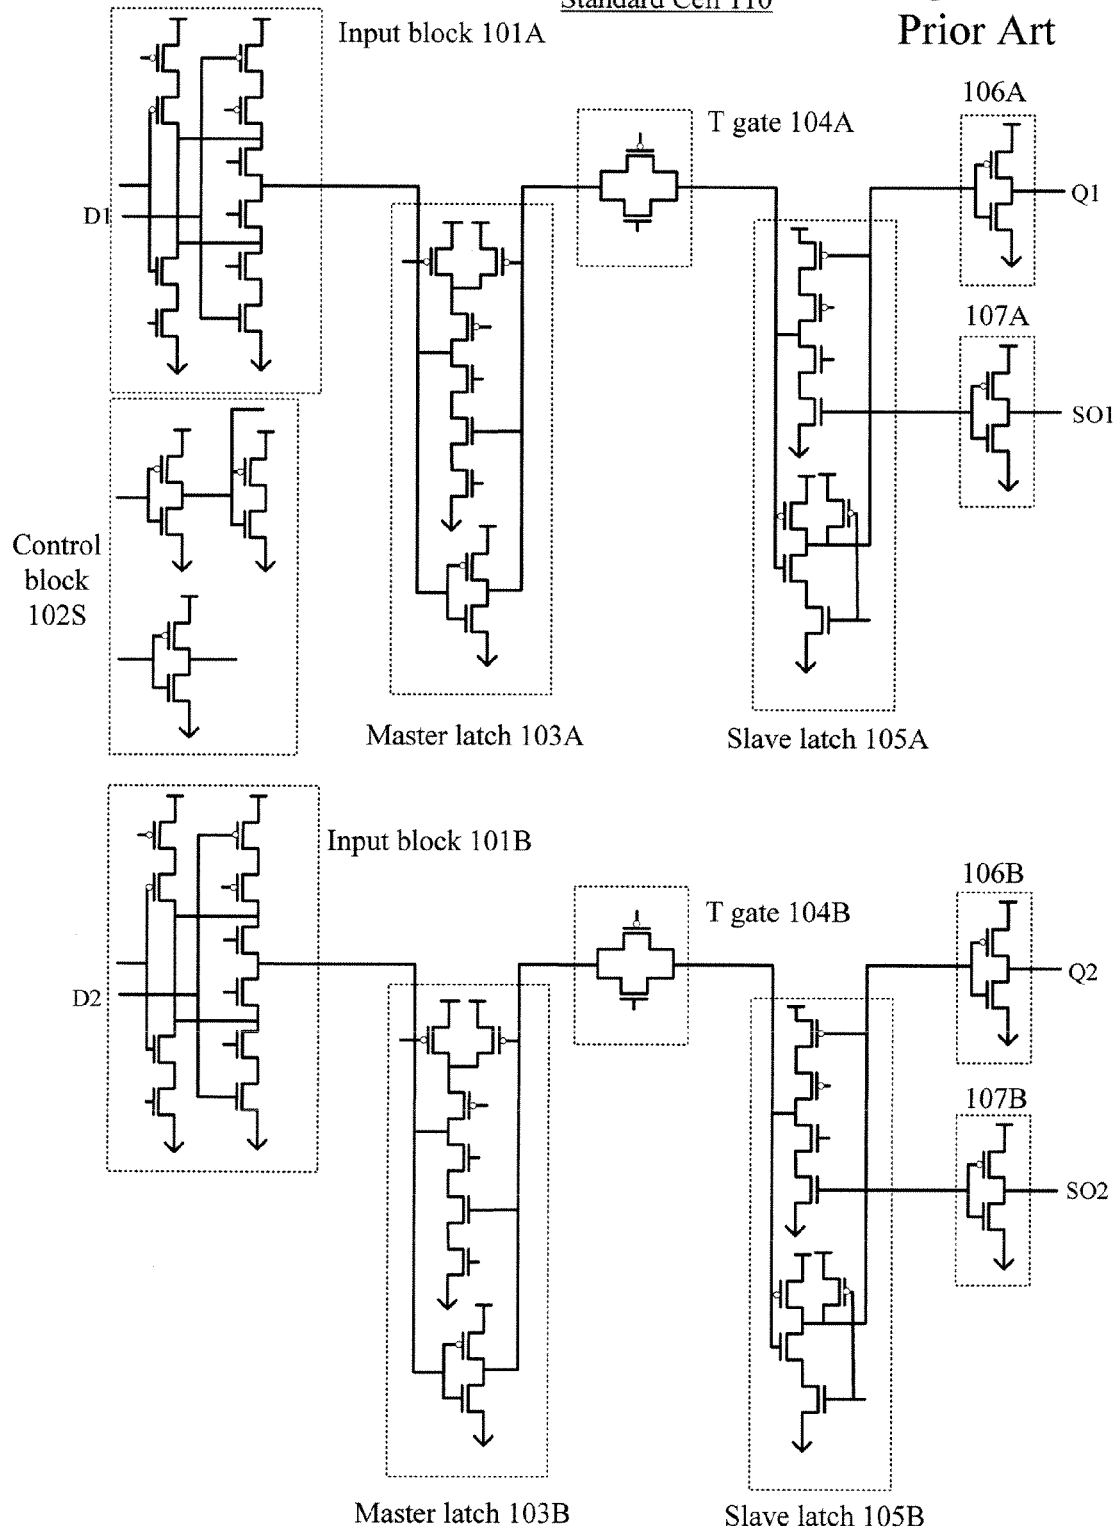 Standard Cell 110
Prior Art
Input block 101A
106A
T gate 104A
D1
Q1
107A
SO1
Control
block
102S
Master latch 103A
Slave latch 105A
Input block 101B
106B
T gate 104B
D2
Q2
107B
SO2
Master latch 103B
Slave latch 105B